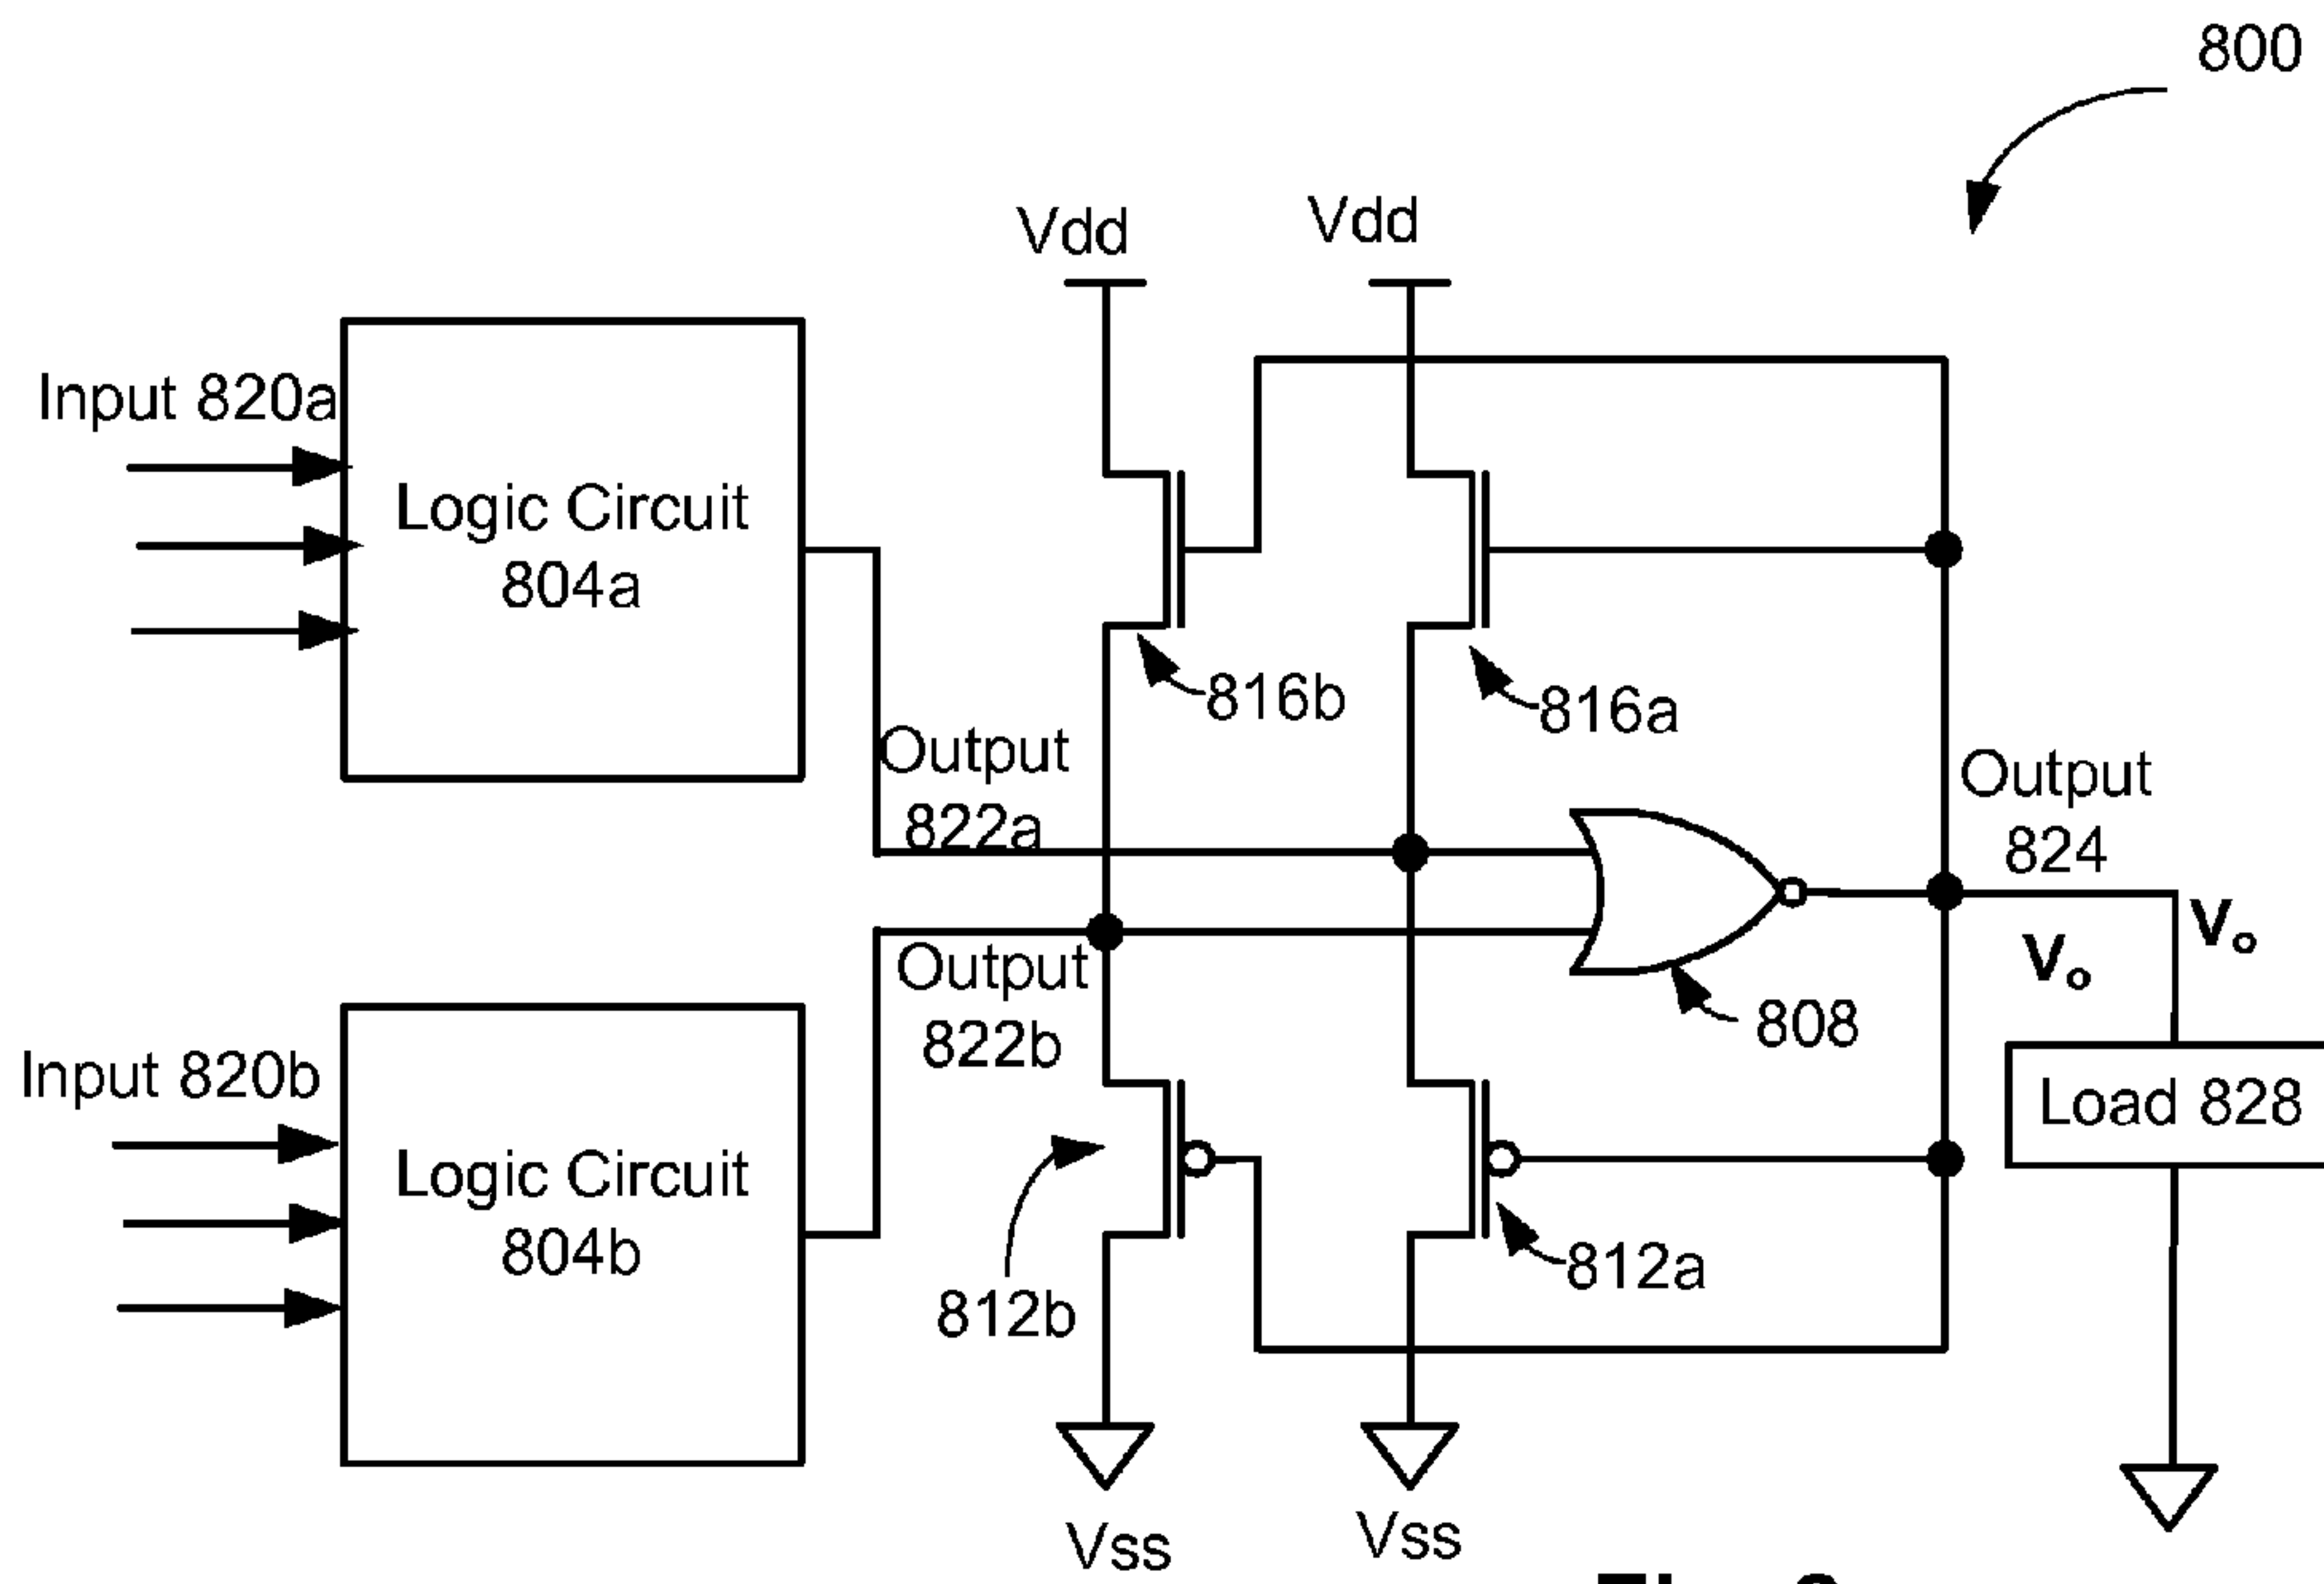 800
Vdd
Vdd
Input 820a
Logic Circuit
804a
816b
816a
Output
822a
Output
824
Output
822b
Vo
Vo
808
Input 820b
Load 828
Logic Circuit
804b
812b
812a
Vss
Vss